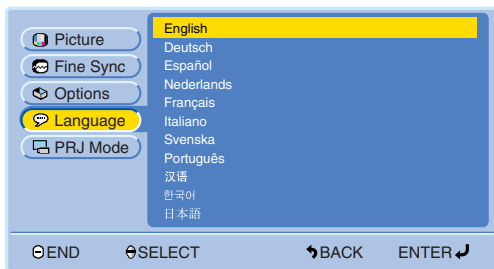 Picture
Fine Sync
Options
Language
PRJ Mode
English
Deutsch
Español
Nederlands
Français
Italiano
Svenska
Português
汉语
한국어
日本語
END SELECT BACK ENTER